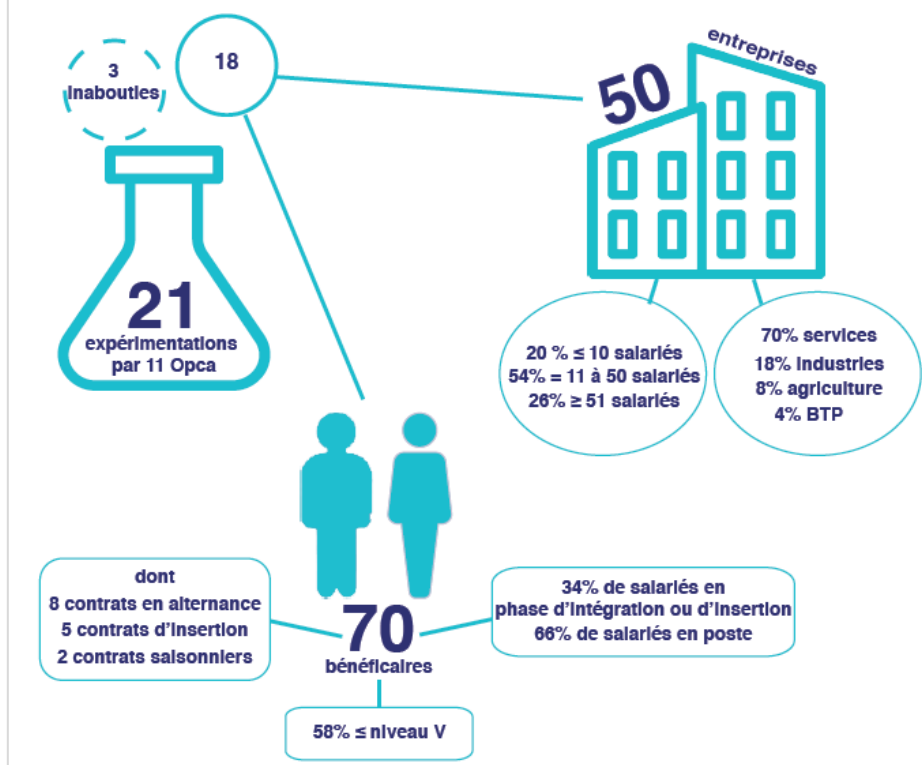 3
Inabouties
18
entreprises
50
21
expérimentations
par 11 Opca
20 % ≤ 10 salariés
54% = 11 à 50 salariés
26% ≥ 51 salariés
70% services
18% Industries
8% agriculture
4% BTP
dont
8 contrats en alternance
5 contrats d'Insertion
2 contrats saisonniers
34% de salariés en
phase d'Intégration ou d'Insertion
66% de salariés en poste
70
bénéficaires
58% ≤ niveau V